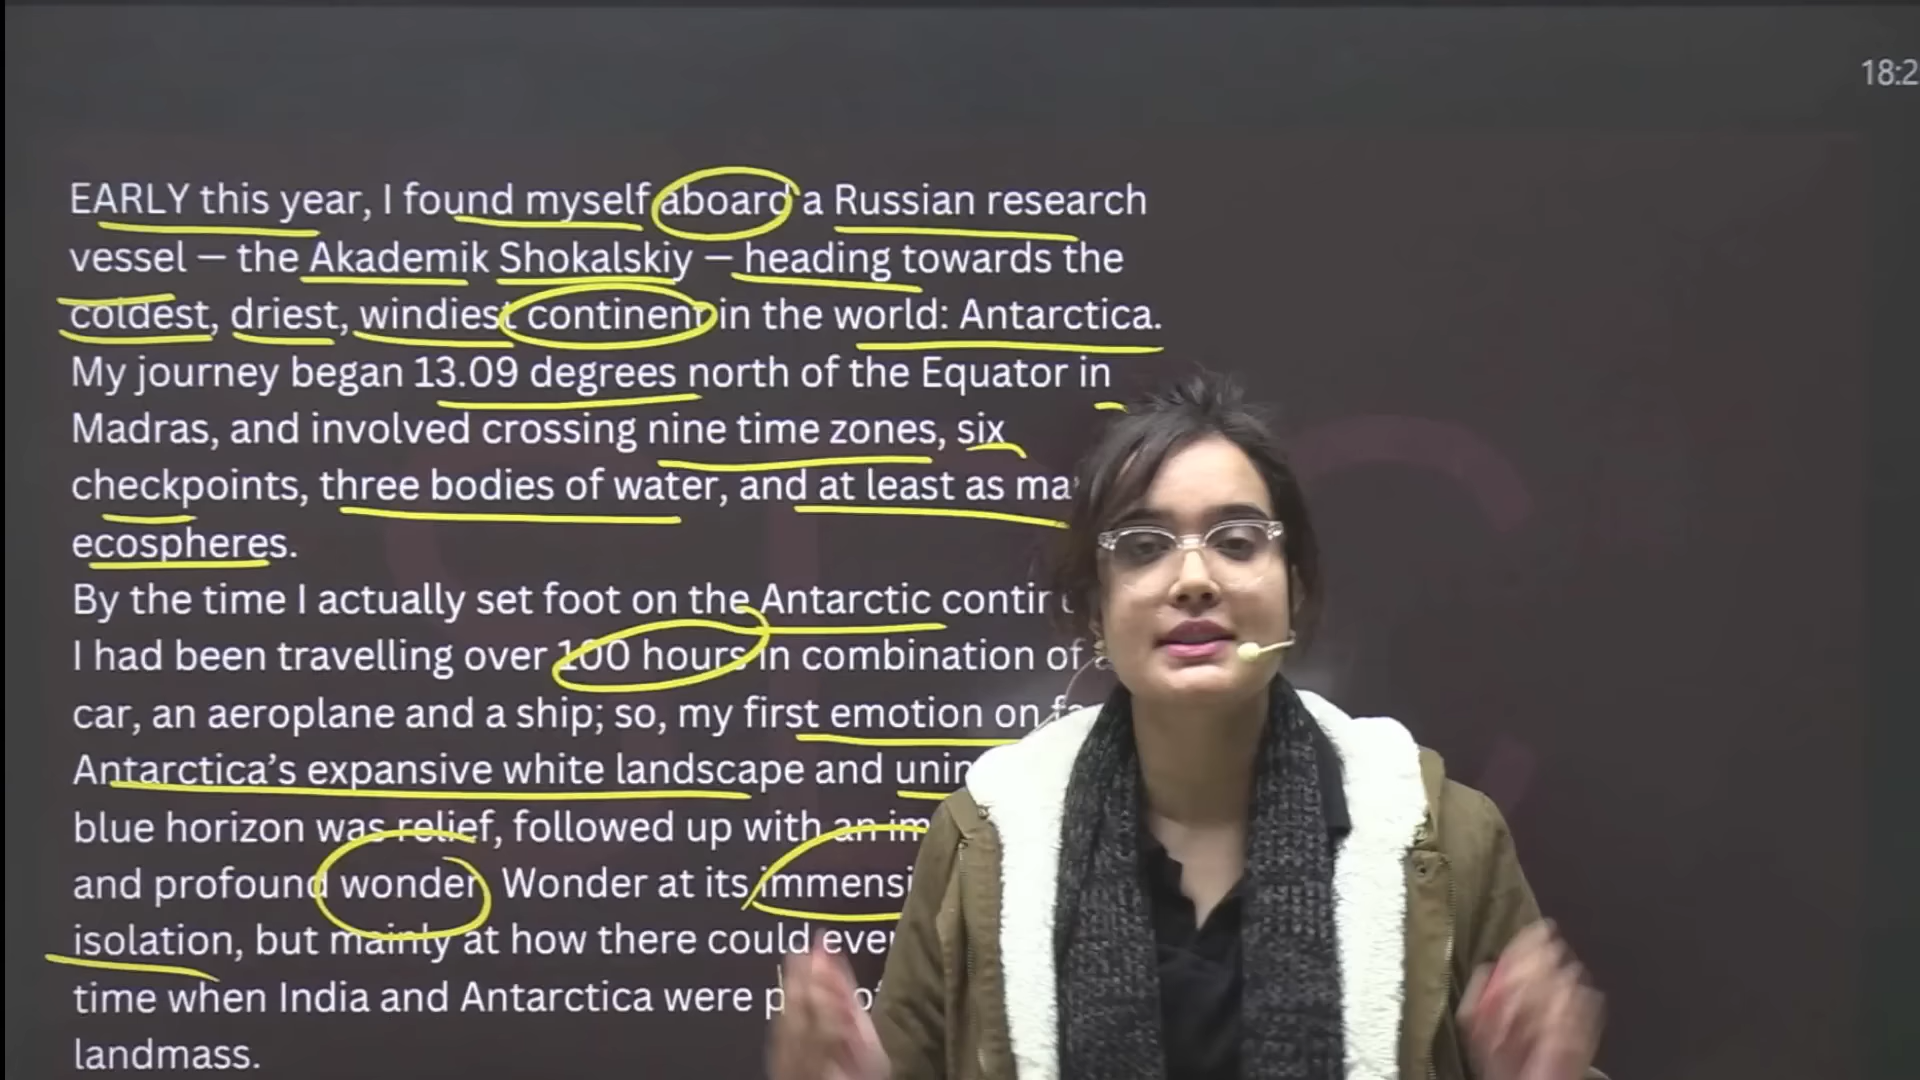 18:2
EARLY this year, I found myself aboard a Russian research
vessel – the Akademik Shokalskiy – heading towards the
coldest, driest, windiest continent in the world: Antarctica.
My journey began 13.09 degrees north of the Equator in
Madras, and involved crossing nine time zones, six
checkpoints, three bodies of water, and at least as
ecospheres.
By the time I actually set foot on the Antarctic
I had been travelling over 100 hours in combination of
car, an aeroplane and a ship; so, my first emotion on
Antarctica's expansive white landscape and
blue horizon was relief, followed up with an
and profound wonder. Wonder at its
isolation, but mainly at how there could
time when India and Antarctica were
landmass.